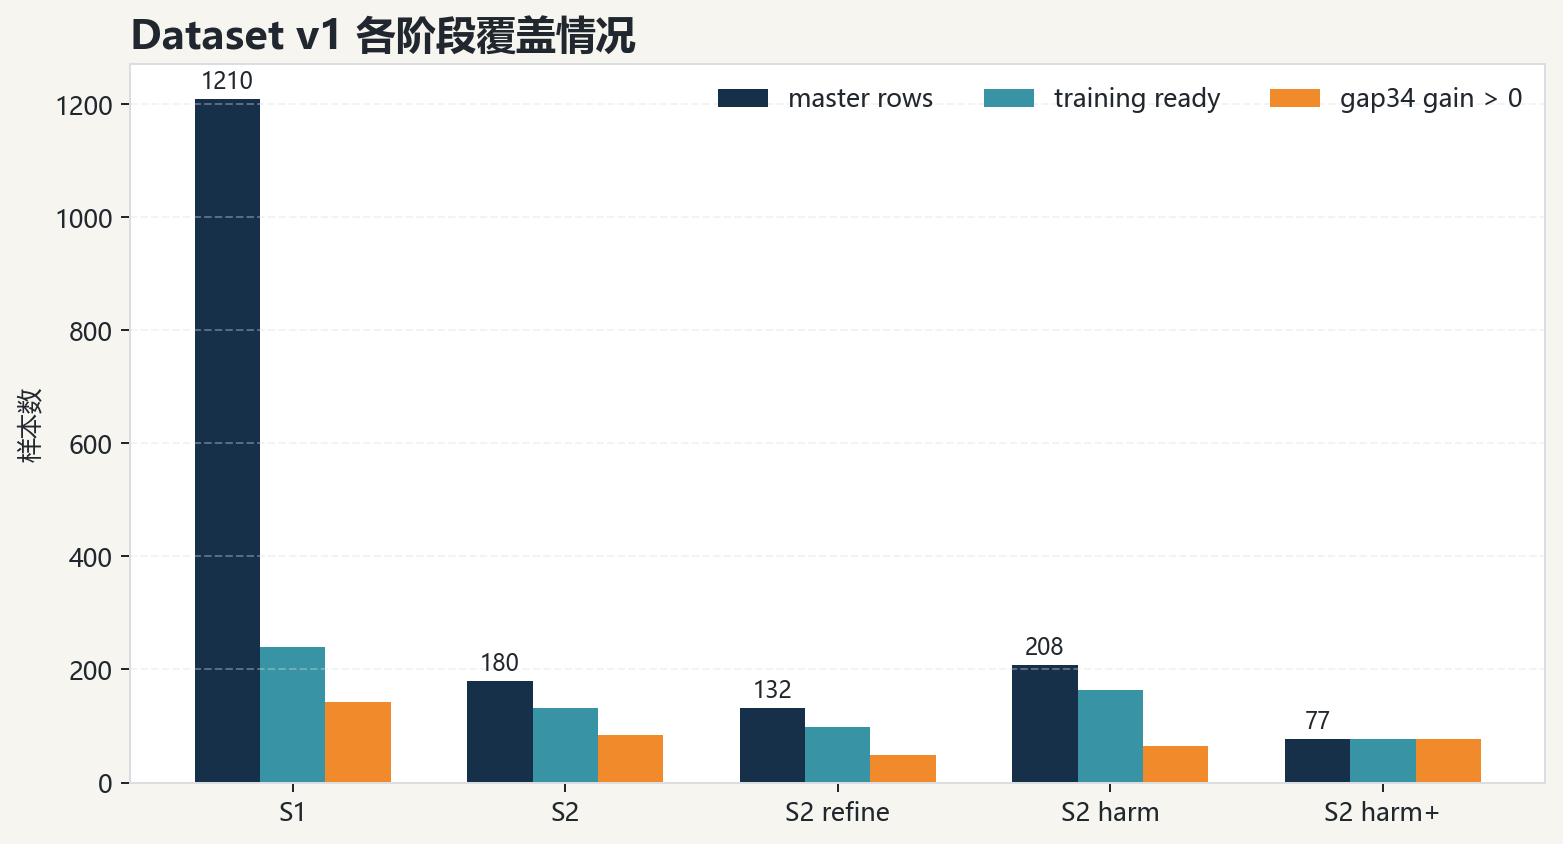 Dataset v1 各阶段覆盖情况
master rows
training ready
gap34 gain > 0
1210
180
132
208
77
样本数
1200
1000
800
600
400
200
0
S1
S2
S2 refine
S2 harm
S2 harm+